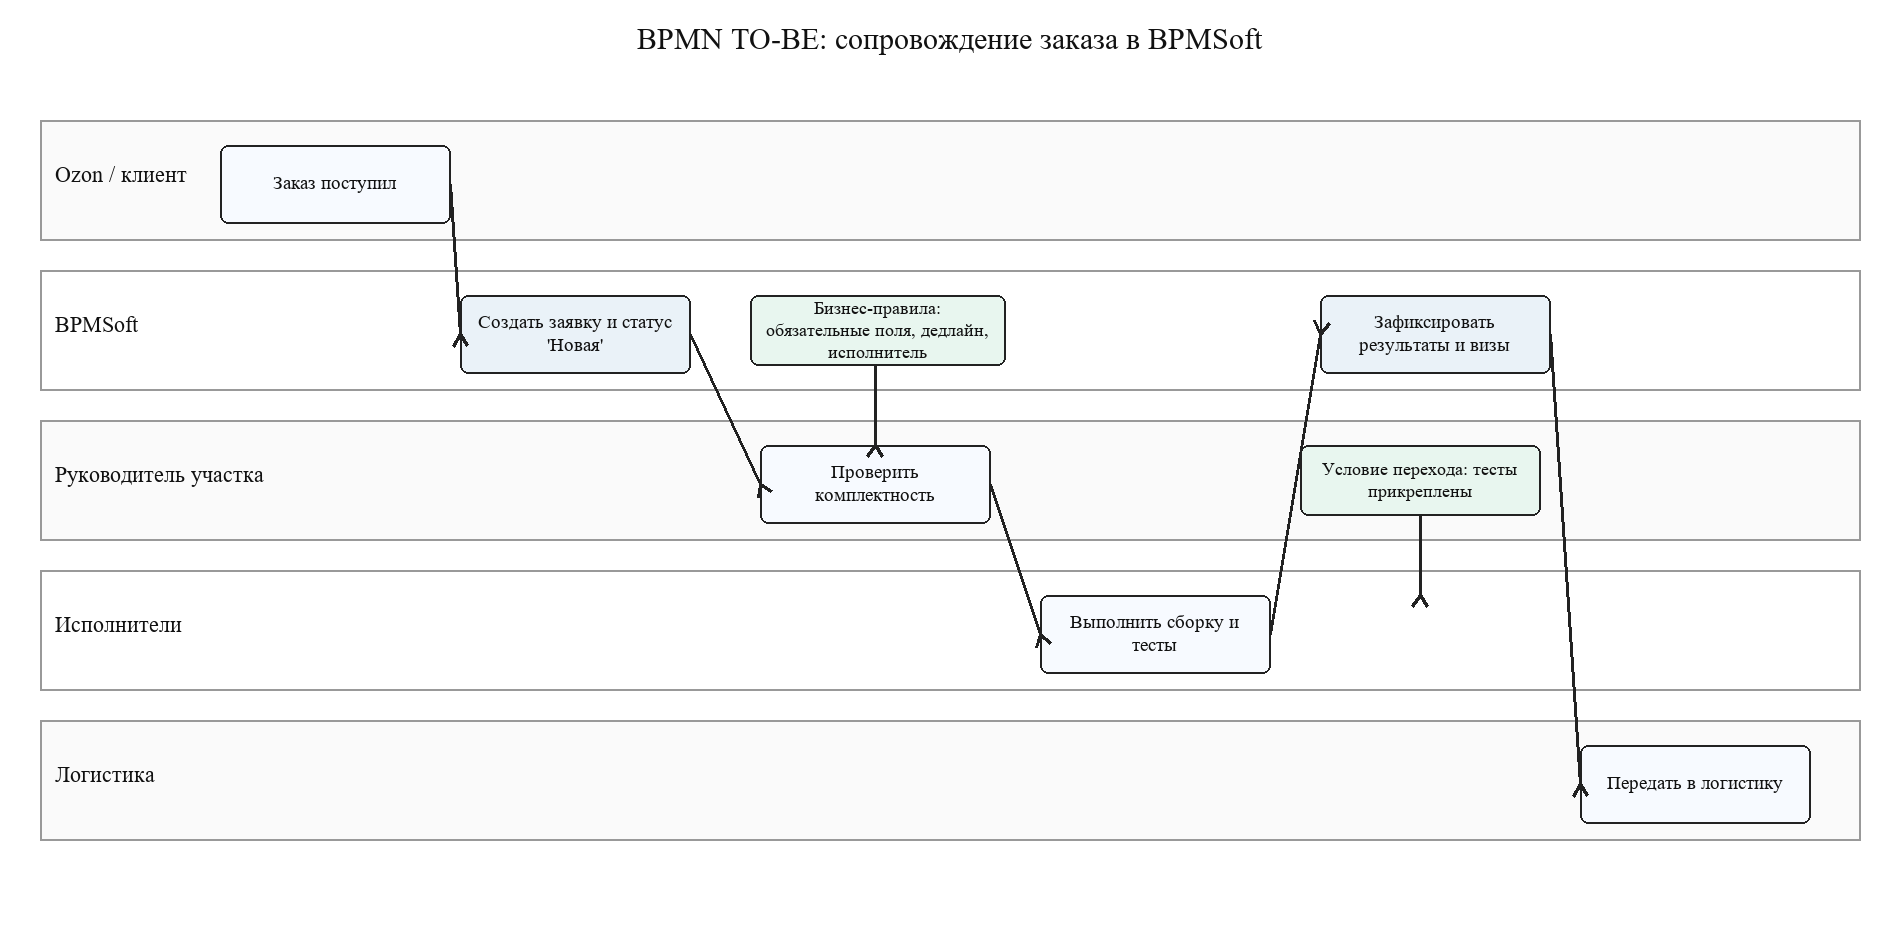 BPMN TO-BE: сопровождение заказа в BPMSoft
Ozon / клиент
Заказ поступил
BPMSoft
Создать заявку и статус
'Новая'
Бизнес-правила:
обязательные поля, дедлайн,
исполнитель
Зафиксировать
результаты и визы
Руководитель участка
Проверить
комплектность
Условие перехода: тесты
прикреплены
Исполнители
Выполнить сборку и
тесты
Логистика
Передать в логистику